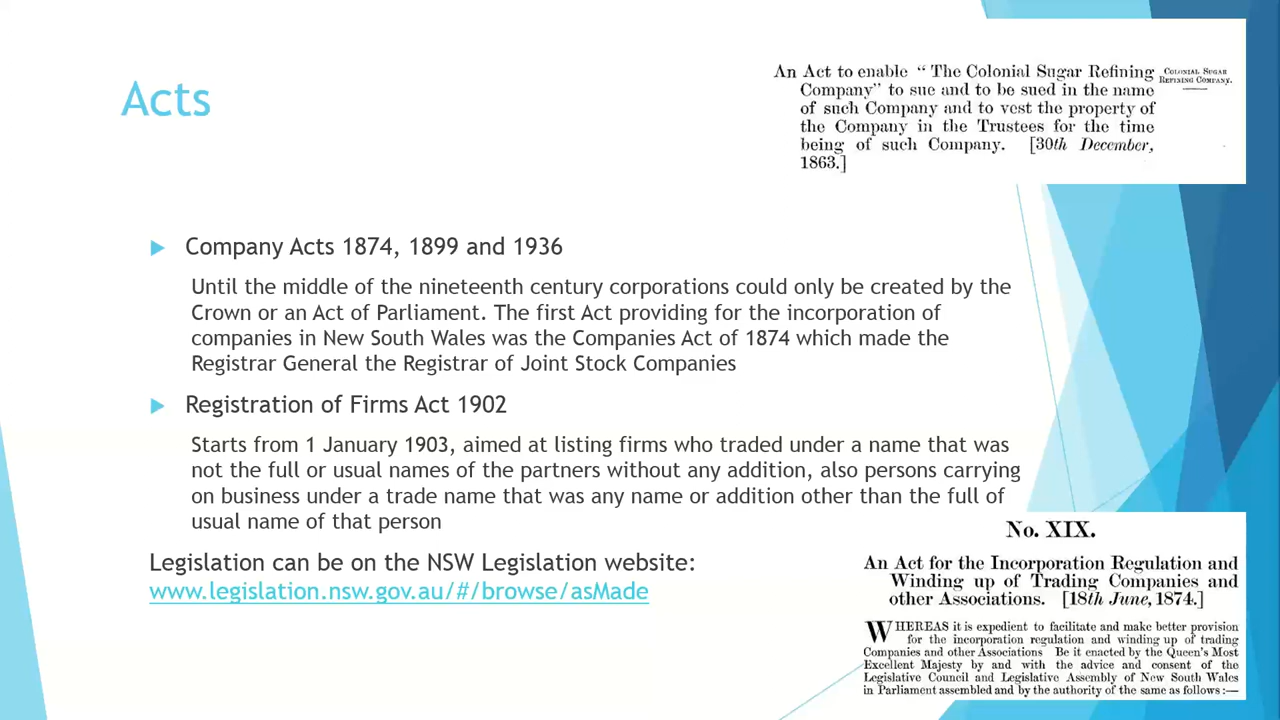 Acts
An Act to enable “ The Colonial Sugar Refining
Company” to sue and to be sued in the name
of such Company and to vest the property of
the Company in the Trustees for the time
being of such Company. [30th December,
1863.]
COLONIAL SUGAR
REFINING COMPANY.
Company Acts 1874, 1899 and 1936
Until the middle of the nineteenth century corporations could only be created by the
Crown or an Act of Parliament. The first Act providing for the incorporation of
companies in New South Wales was the Companies Act of 1874 which made the
Registrar General the Registrar of Joint Stock Companies
Registration of Firms Act 1902
Starts from 1 January 1903, aimed at listing firms who traded under a name that was
not the full or usual names of the partners without any addition, also persons carrying
on business under a trade name that was any name or addition other than the full of
usual name of that person
Legislation can be on the NSW Legislation website:
www.legislation.nsw.gov.au/#/browse/asMade
No. XIX.
An Act for the Incorporation Regulation and
Winding up of Trading Companies and
other Associations. [18th June, 1874.]
WHEREAS it is expedient to facilitate and make better provision
for the incorporation regulation and winding up of trading
Companies and other Associations Be it enacted by the Queen's Most
Excellent Majesty by and with the advice and consent of the
Legislative Council and Legislative Assembly of New South Wales
in Parliament assembled and by the authority of the same as follows :—